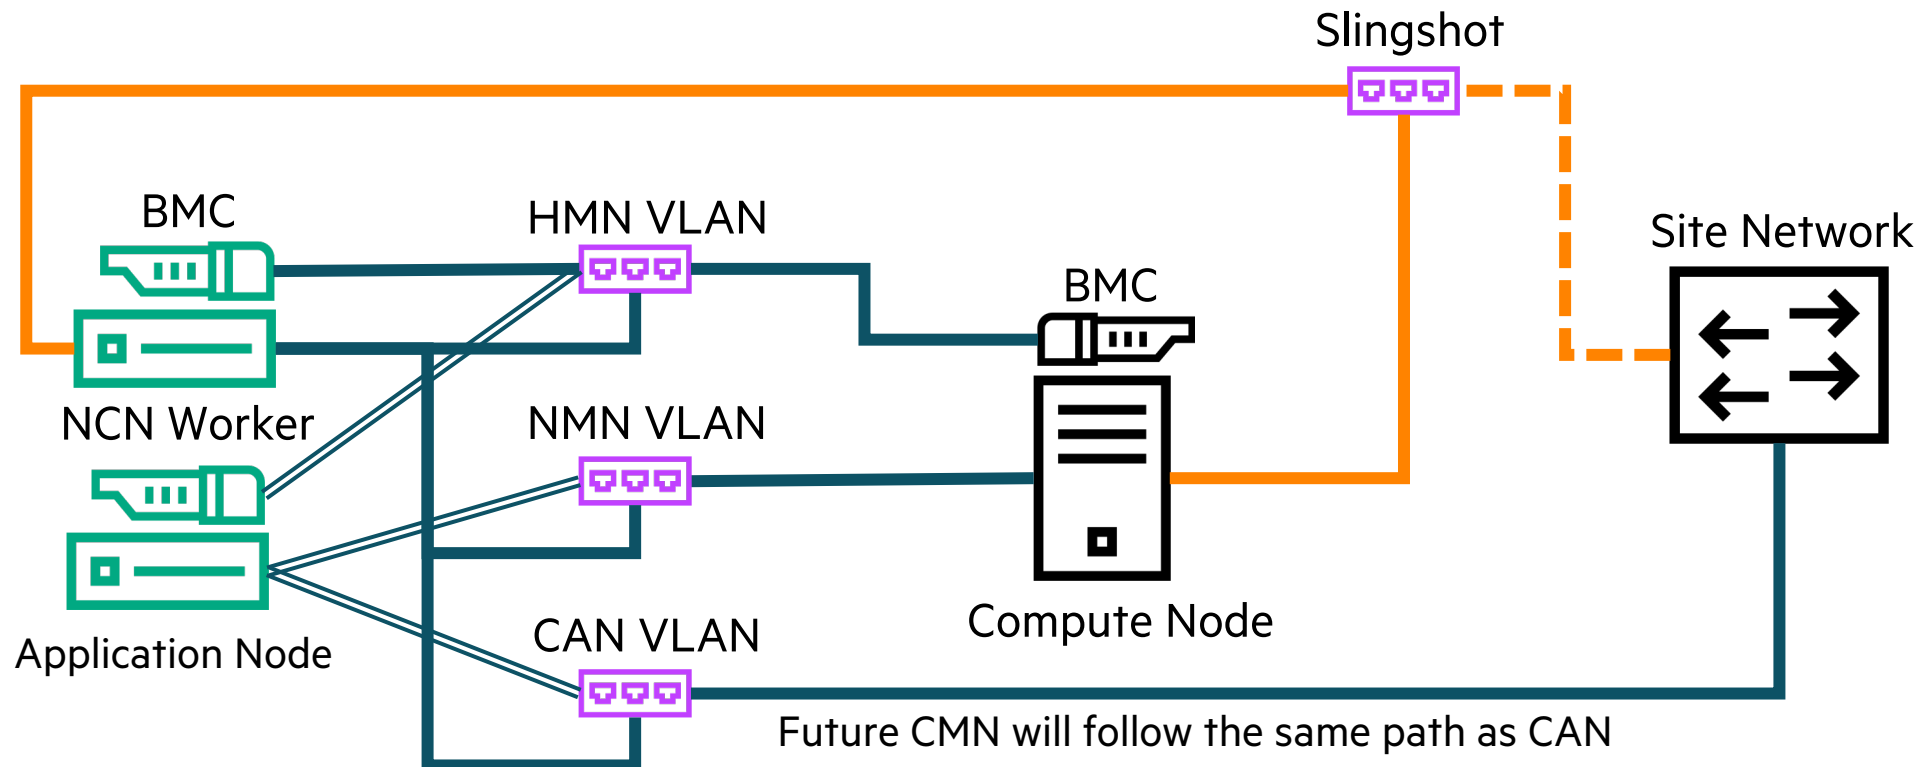 Slingshot
BMC
HMN VLAN
Site Network
BMC
NCN Worker
NMN VLAN
Compute Node
CAN VLAN
Application Node
Future CMN will follow the same path as CAN